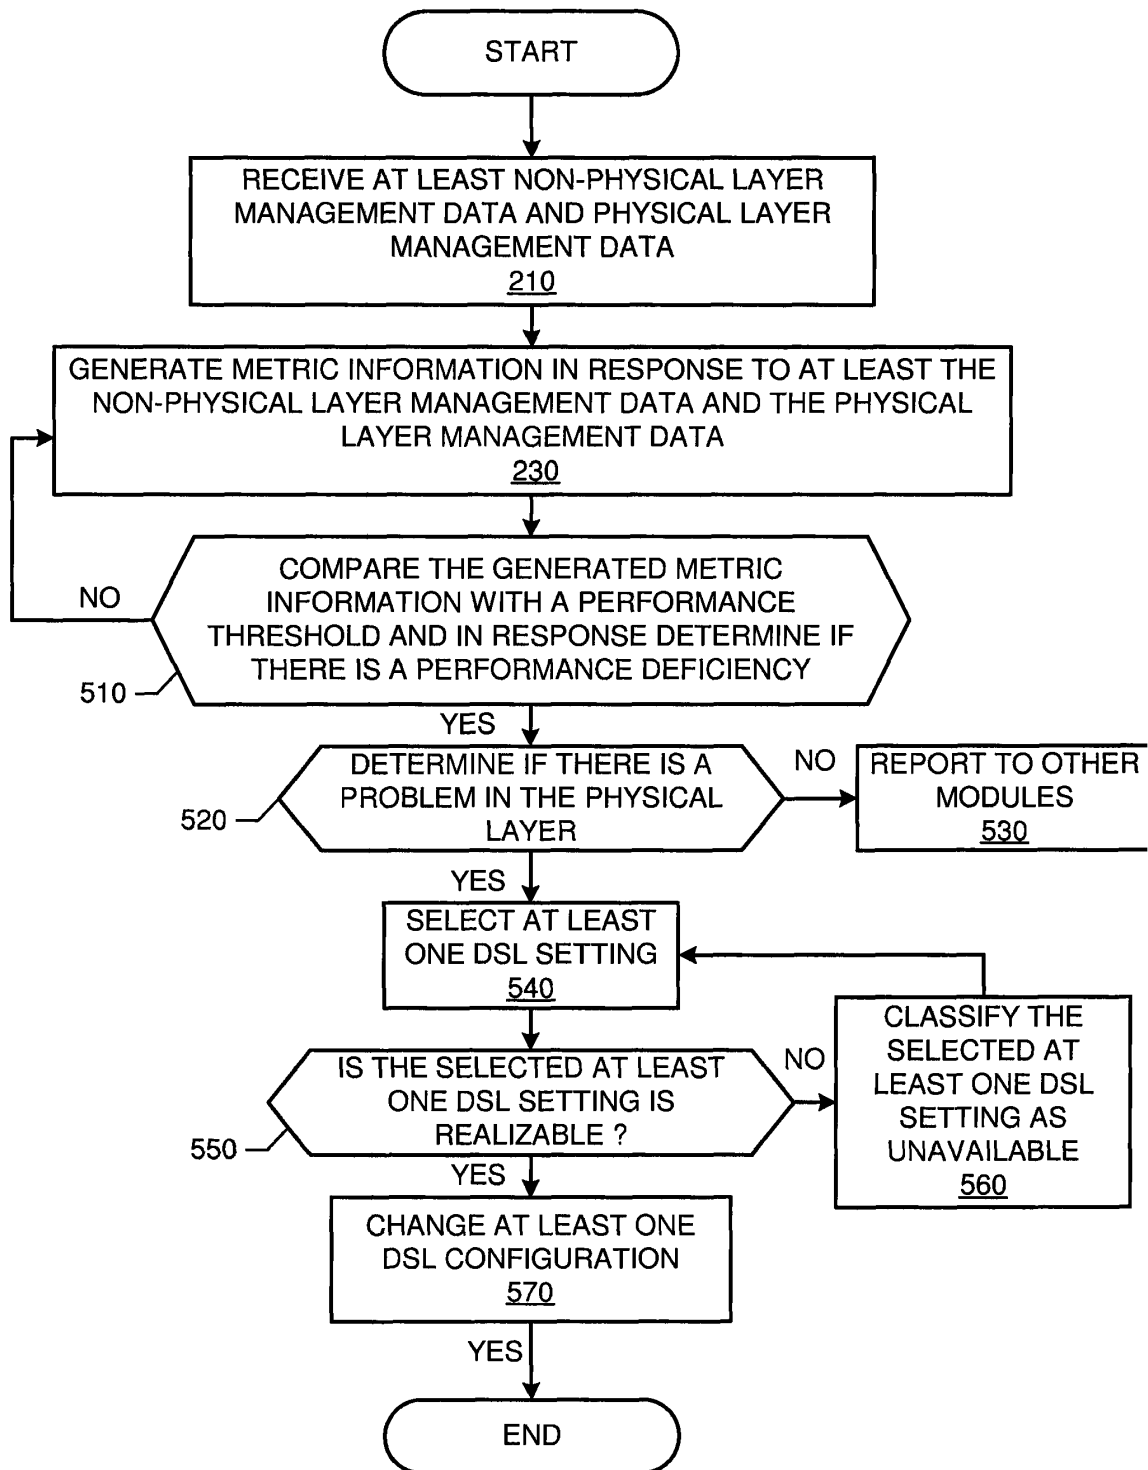 START
RECEIVE AT LEAST NON-PHYSICAL LAYER
MANAGEMENT DATA AND PHYSICAL LAYER
MANAGEMENT DATA
210
GENERATE METRIC INFORMATION IN RESPONSE TO AT LEAST THE
NON-PHYSICAL LAYER MANAGEMENT DATA AND THE PHYSICAL
LAYER MANAGEMENT DATA
230
COMPARE THE GENERATED METRIC
INFORMATION WITH A PERFORMANCE
THRESHOLD AND IN RESPONSE DETERMINE IF
THERE IS A PERFORMANCE DEFICIENCY
NO
510
YES
DETERMINE IF THERE IS A
PROBLEM IN THE PHYSICAL
LAYER
520
NO
REPORT TO OTHER
MODULES
530
YES
SELECT AT LEAST
ONE DSL SETTING
540
IS THE SELECTED AT LEAST
ONE DSL SETTING IS
REALIZABLE ?
550
NO
CLASSIFY THE
SELECTED AT
LEAST ONE DSL
SETTING AS
UNAVAILABLE
560
YES
CHANGE AT LEAST ONE
DSL CONFIGURATION
570
YES
END